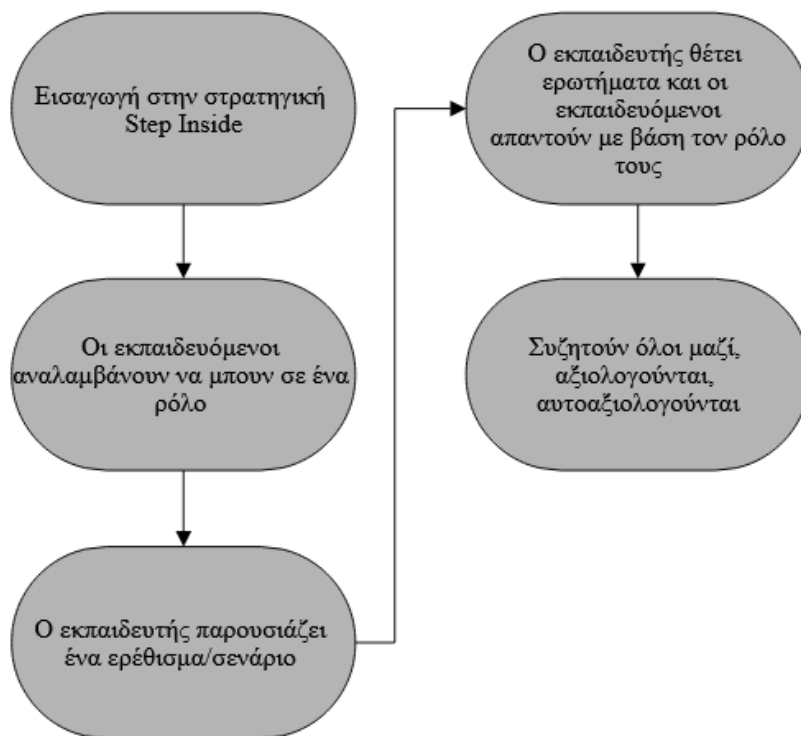 Εισαγωγή στην στρατηγική
Step Inside
Οι εκπαιδευόμενοι
αναλαμβάνουν να μπουν σε ένα
ρόλο
Ο εκπαιδευτής παρουσιάζει
ένα ερέθισμα/σενάριο
Ο εκπαιδευτής θέτει
ερωτήματα και οι
εκπαιδευόμενοι
απαντούν με βάση τον ρόλο
τους
Συζητούν όλοι μαζί,
αξιολογούνται,
αυτοαξιολογούνται